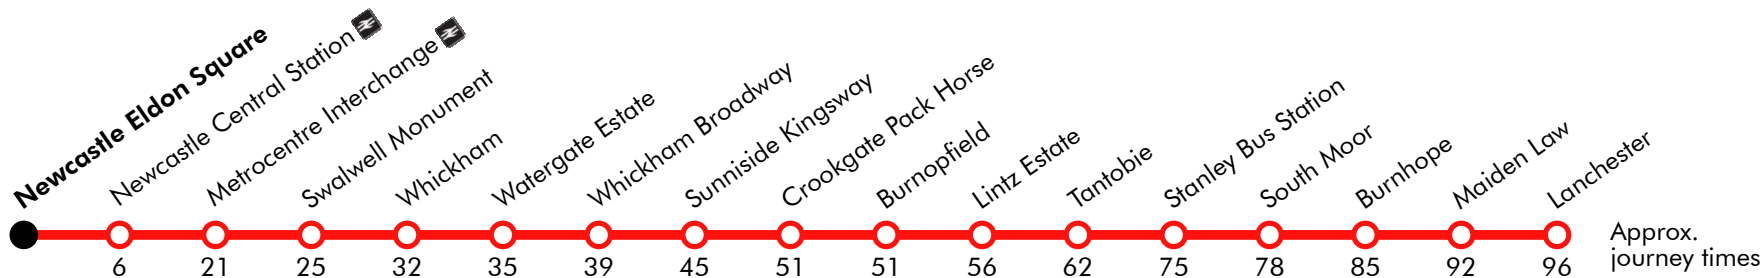 Newcastle Eldon Square
Newcastle Central Station
Metrocentre Interchange
Swalwell Monument
Whickham
Watergate Estate
Whickham Broadway
Sunniside Kingsway
Crookgate Pack Horse
Burnopfield
Lintz Estate
Tantobie
Stanley Bus Station
South Moor
Burnhope
Maiden Law
Lanchester
6 21 25 32 35 39 45 51 51 56 62 75 78 85 92 96
Approx.
journey times